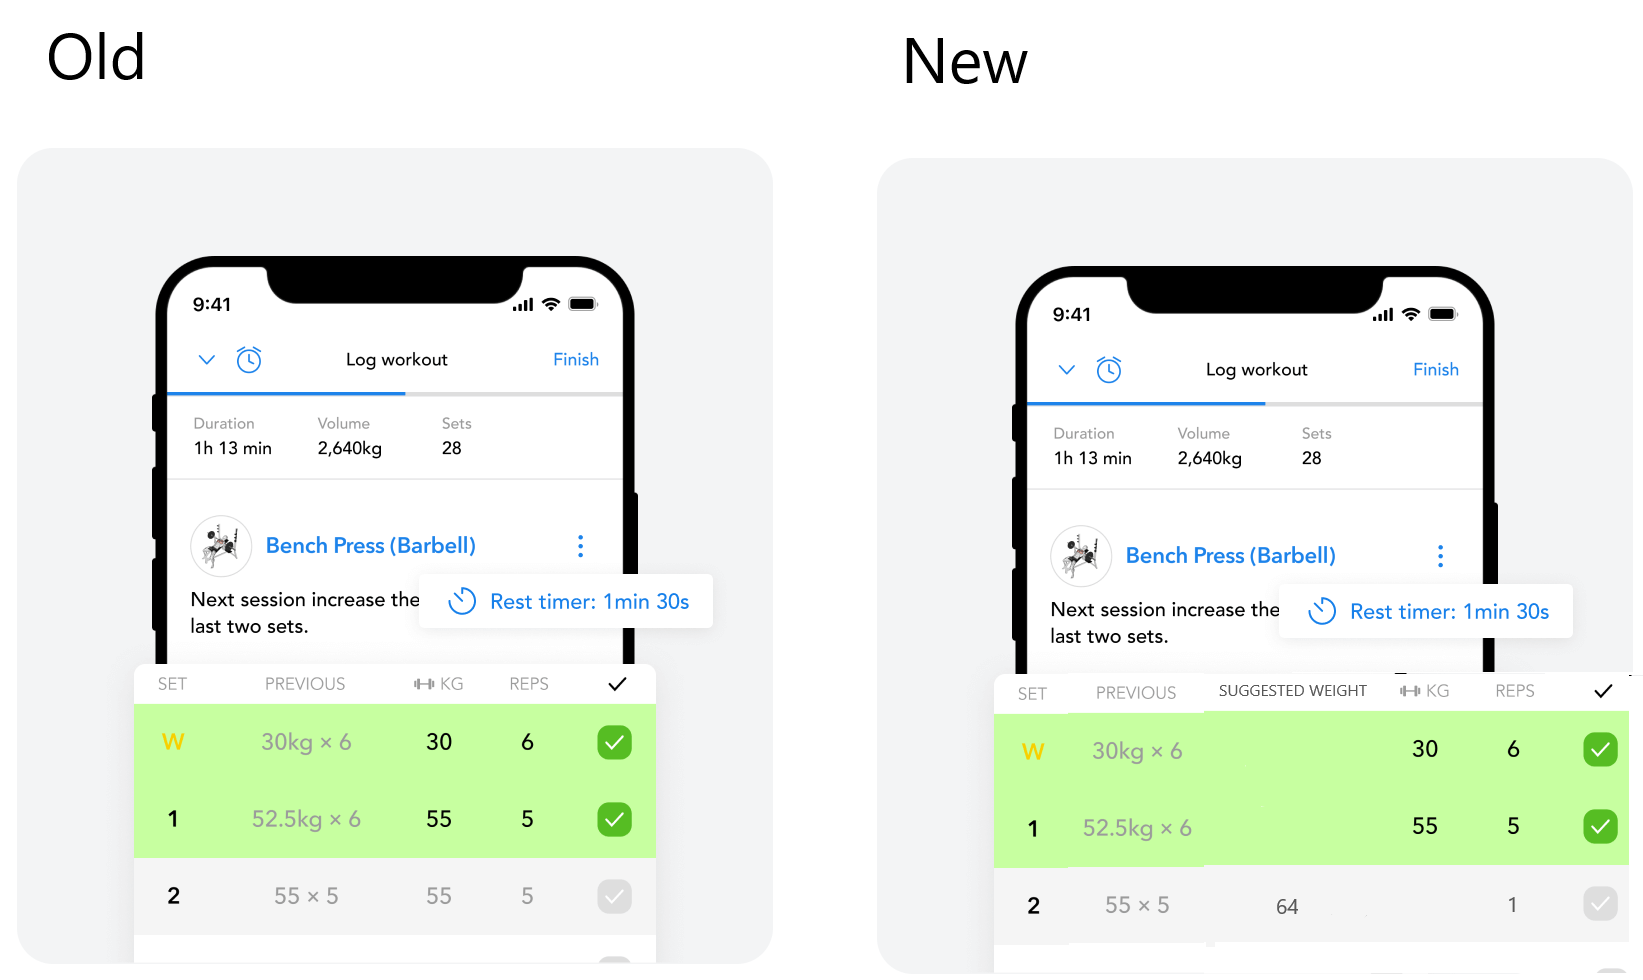 Old
9:41
Log workout Finish
Duration Volume Sets
1h 13 min 2,640kg 28
Bench Press (Barbell)
Next session increase the
last two sets.
Rest timer: 1min 30s
SET PREVIOUS KG REPS
W 30kg × 6 30 6
1 52.5kg × 6 55 5
2 55 × 5 55 5
New
9:41
Log workout Finish
Duration Volume Sets
1h 13 min 2,640kg 28
Bench Press (Barbell)
Next session increase the
last two sets.
Rest timer: 1min 30s
SET PREVIOUS SUGGESTED WEIGHT KG REPS
W 30kg × 6 30 6
1 52.5kg × 6 55 5
2 55 × 5 64 1